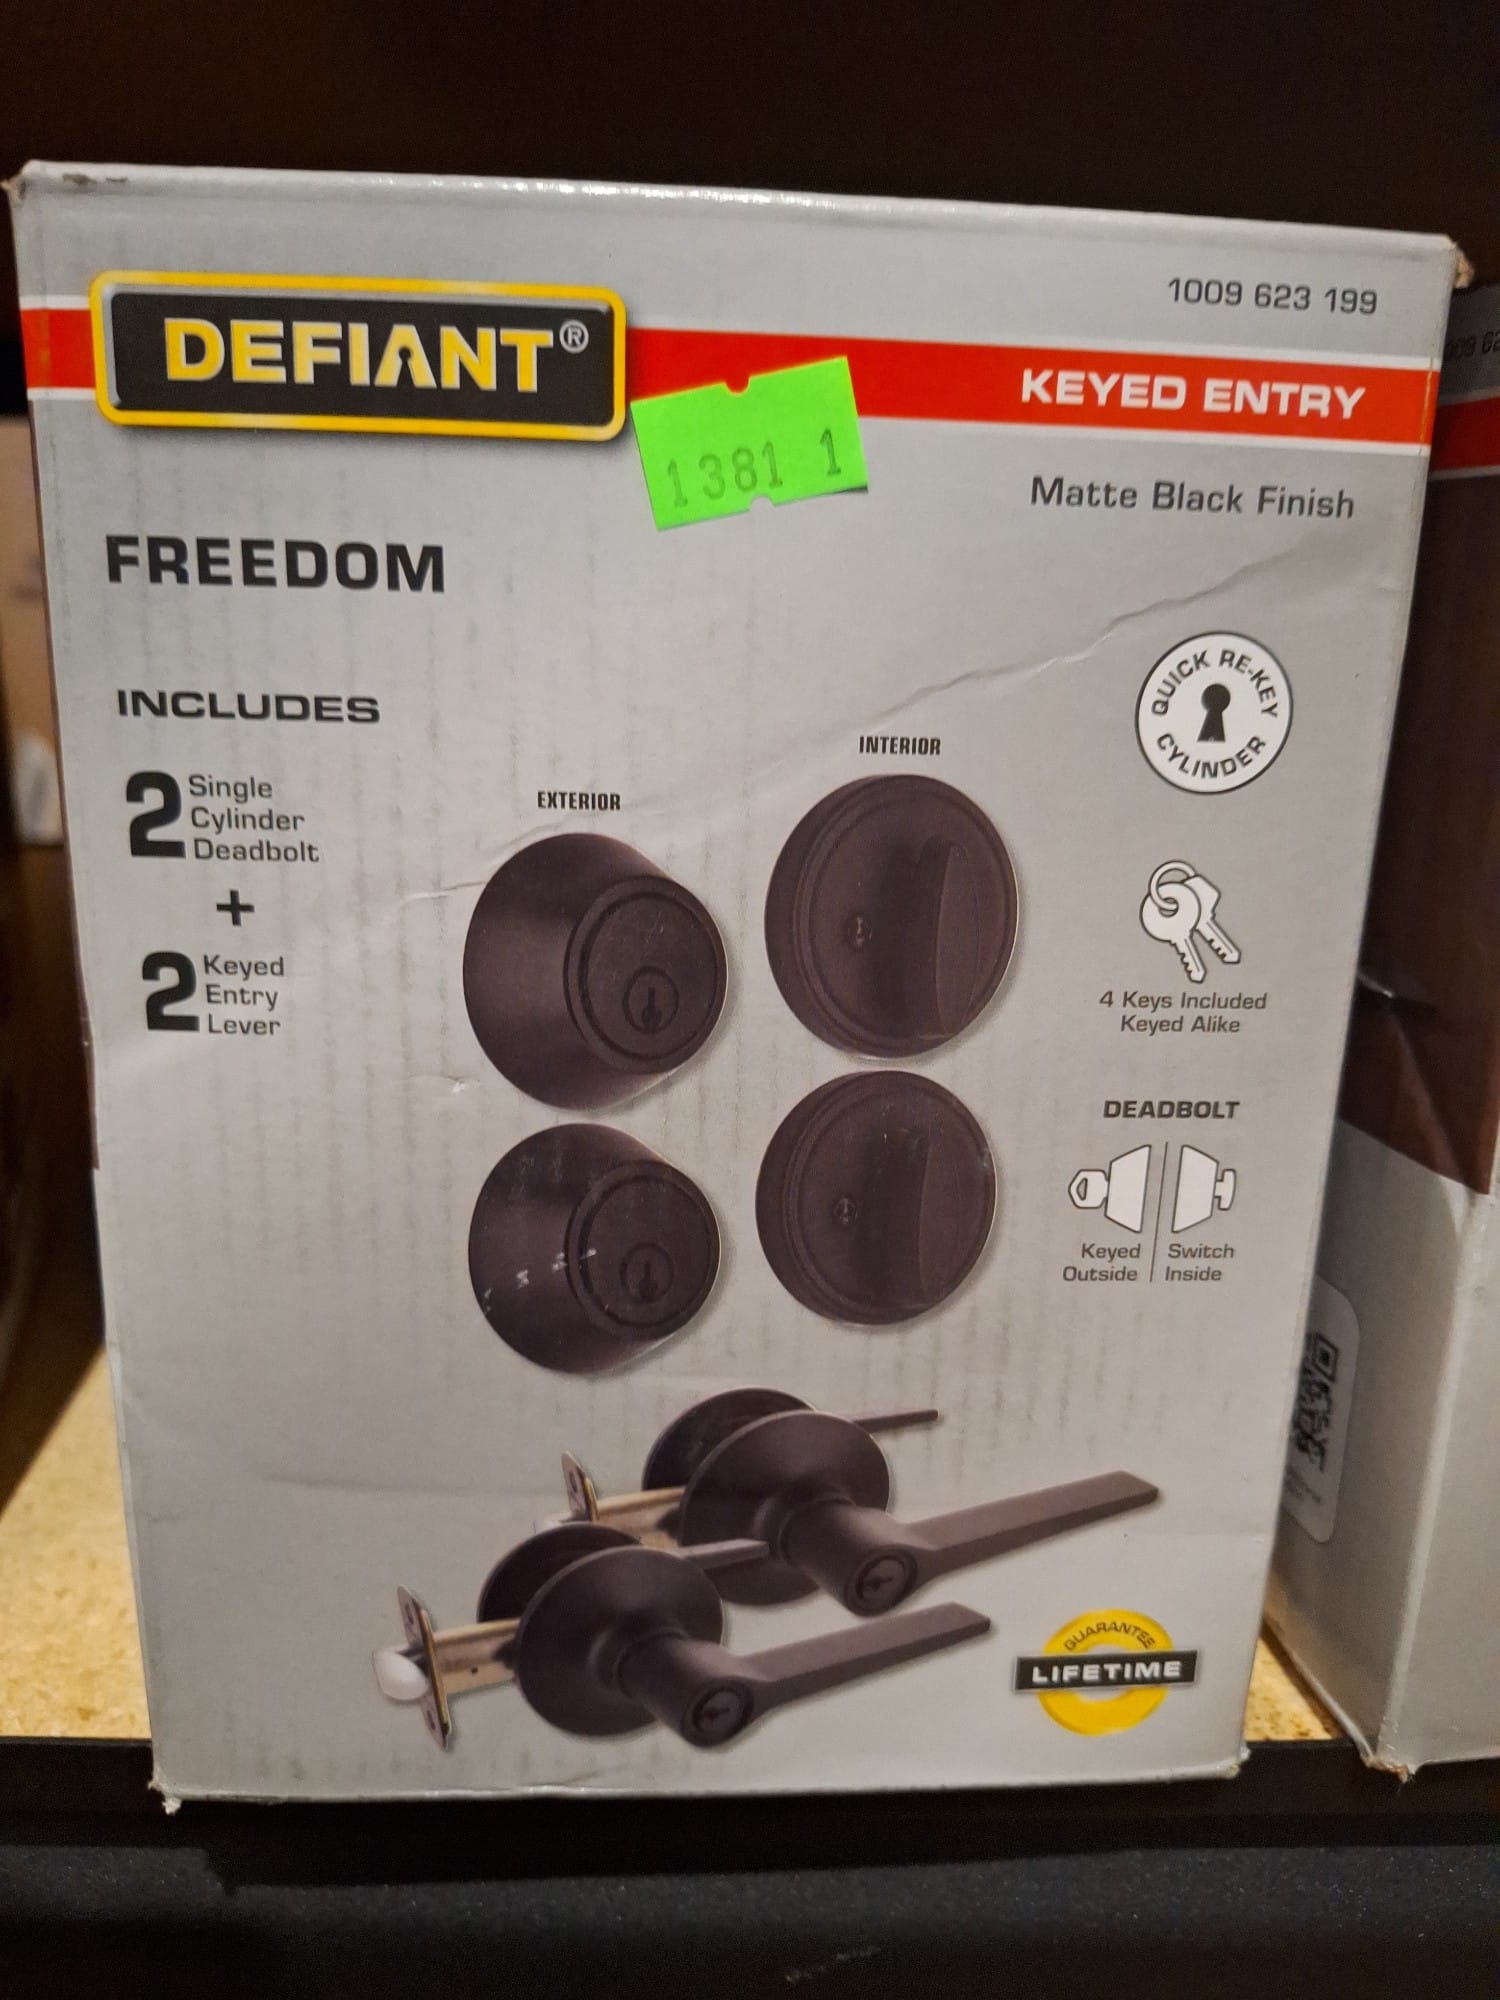 1009 623 199
DEFIANT®
KEYED ENTRY
1381 1
Matte Black Finish
FREEDOM
QUICK RE-KEY
CYLINDER
INCLUDES
2 Single
Cylinder
Deadbolt
+
2 Keyed
Entry
Lever
EXTERIOR
INTERIOR
4 Keys Included
Keyed Alike
DEADBOLT
Keyed
Outside
Switch
Inside
GUARANTEE
LIFETIME